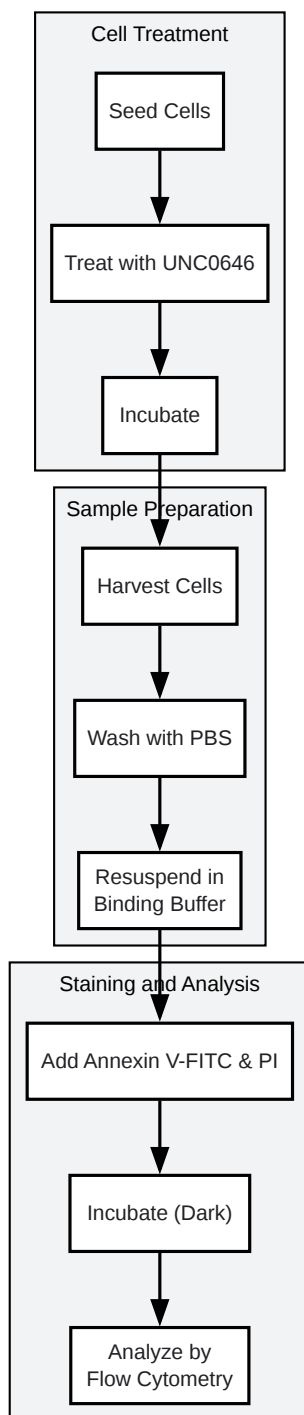 Cell Treatment
Seed Cells
Treat with UNC0646
Incubate
Sample Preparation
Harvest Cells
Wash with PBS
Resuspend in
Binding Buffer
Staining and Analysis
Add Annexin V-FITC & PI
Incubate (Dark)
Analyze by
Flow Cytometry